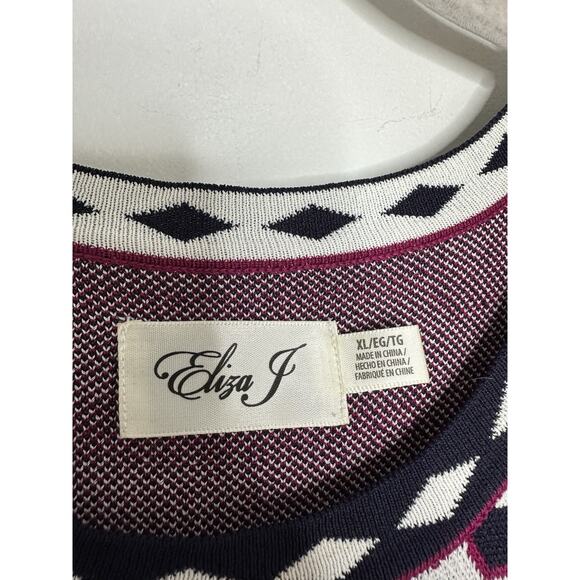 Eliza J
XL/EG/TG
MADE IN CHINA/
HECHO EN CHINA/
FABRIQUÉ EN CHINE